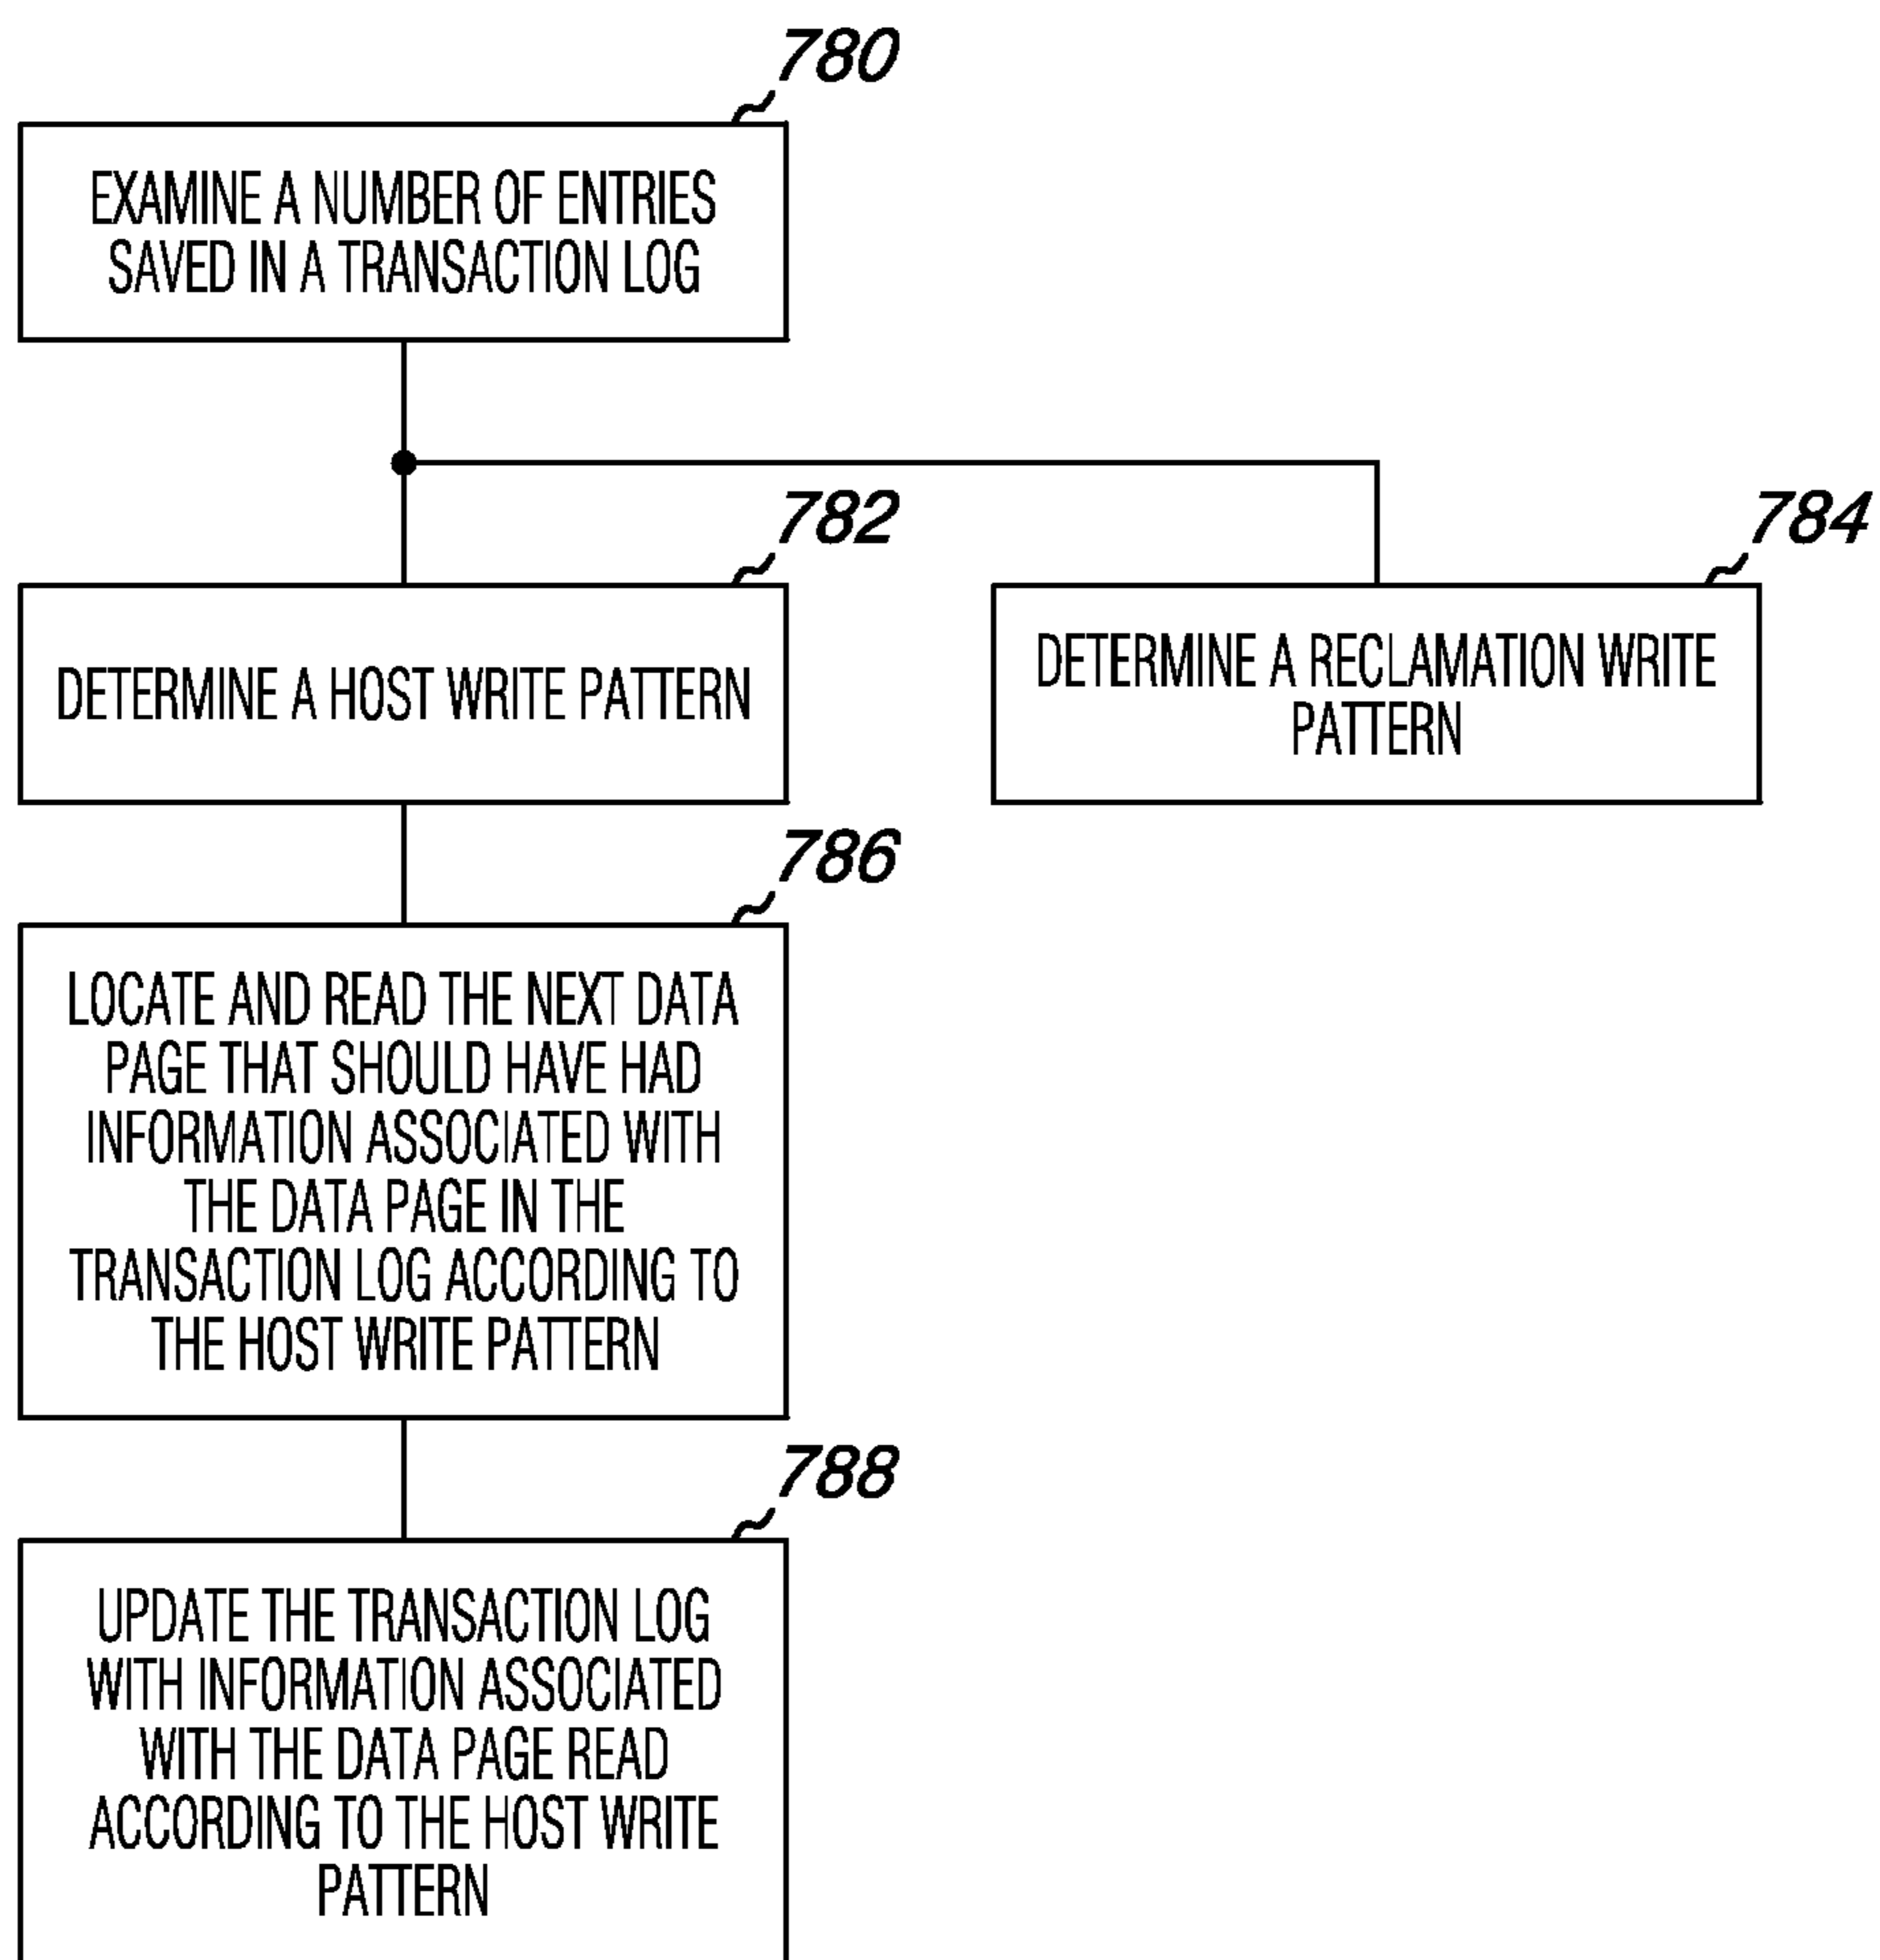 780
EXAMINE A NUMBER OF ENTRIES
SAVED IN A TRANSACTION LOG
782
DETERMINE A HOST WRITE PATTERN
784
DETERMINE A RECLAMATION WRITE
PATTERN
786
LOCATE AND READ THE NEXT DATA
PAGE THAT SHOULD HAVE HAD
INFORMATION ASSOCIATED WITH
THE DATA PAGE IN THE
TRANSACTION LOG ACCORDING TO
THE HOST WRITE PATTERN
788
UPDATE THE TRANSACTION LOG
WITH INFORMATION ASSOCIATED
WITH THE DATA PAGE READ
ACCORDING TO THE HOST WRITE
PATTERN